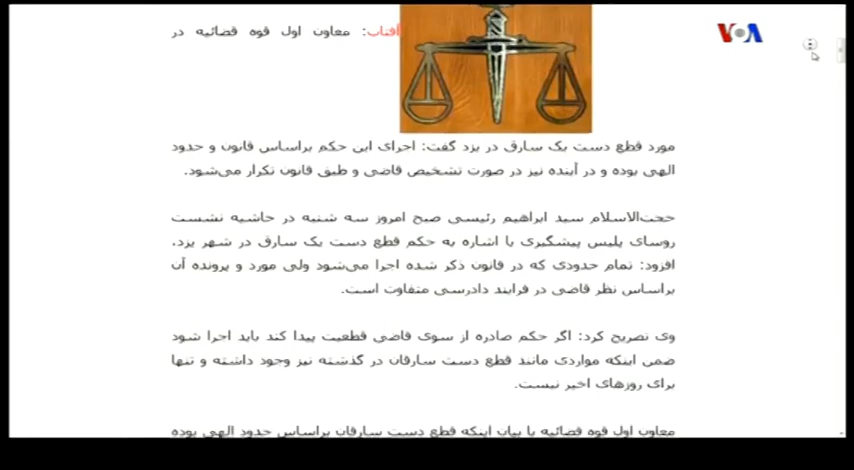 VOA
آفتاب: معاون اول قوه قضائیه در
مورد قطع دست یک سارق در یزد گفت: اجرای این حکم براساس قانون و حدود
الهی بوده و در آینده نیز در صورت تشخیص قاضی و طبق قانون تکرار می‌شود.
حجت‌الاسلام سید ابراهیم رئیسی صبح امروز سه شنبه در حاشیه نشست
روسای پلیس پیشگیری با اشاره به حکم قطع دست یک سارق در شهر یزد،
افزود: تمام حدودی که در قانون ذکر شده اجرا می‌شود ولی مورد و پرونده آن
براساس نظر قاضی در فرایند دادرسی متفاوت است.
وی تصریح کرد: اگر حکم صادره از سوی قاضی قطعیت پیدا کند باید اجرا شود
ضمن اینکه مواردی مانند قطع دست سارقان در گذشته نیز وجود داشته و تنها
برای روزهای اخیر نیست.
معاون اول قوه قضائیه با بیان اینکه قطع دست سارقان براساس حدود الهی بوده